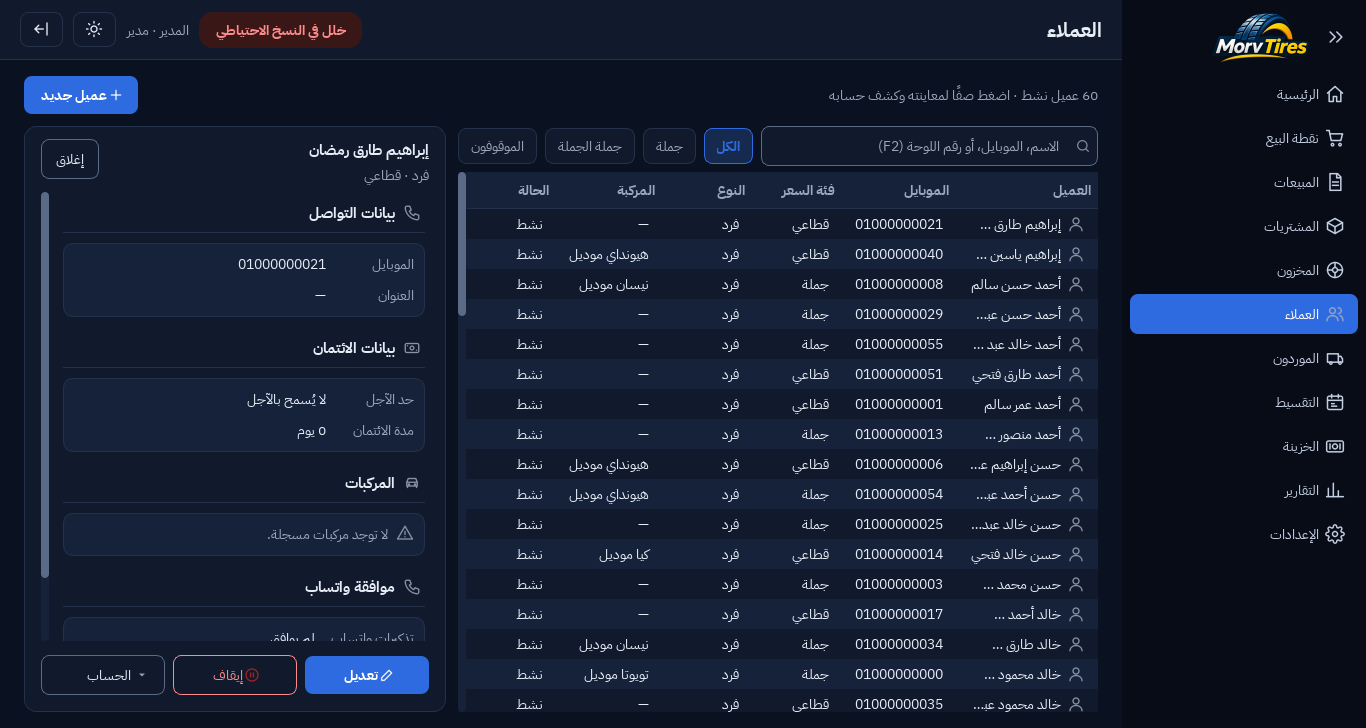 MorvTires
الرئيسية
نقطة البيع
المبيعات
المشتريات
المخزون
العملاء
الموردون
التقسيط
الخزينة
التقارير
الإعدادات
العملاء
خلل في النسخ الاحتياطي
المدير · مدير
60 عميل نشط · اضغط صفًا لمعاينته وكشف حسابه
+ عميل جديد
الاسم، الموبايل، أو رقم اللوحة (F2)
الكل
جملة
جملة الجملة
الموقوفون
العميل الموبايل فئة السعر النوع المركبة الحالة
إبراهيم طارق ... 01000000021 قطاعي فرد — نشط
إبراهيم ياسين ... 01000000040 قطاعي فرد هيونداي موديل نشط
أحمد حسن سالم 01000000008 جملة فرد نيسان موديل نشط
أحمد حسن عبـ... 01000000029 جملة فرد — نشط
أحمد خالد عبد ... 01000000055 جملة فرد — نشط
أحمد طارق فتحي 01000000051 قطاعي فرد — نشط
أحمد عمر سالم 01000000001 قطاعي فرد — نشط
أحمد منصور ... 01000000013 جملة فرد — نشط
حسن إبراهيم عـ... 01000000006 قطاعي فرد هيونداي موديل نشط
حسن أحمد عبـ... 01000000054 جملة فرد هيونداي موديل نشط
حسن خالد عبد... 01000000025 جملة فرد — نشط
حسن خالد فتحي 01000000014 قطاعي فرد كيا موديل نشط
حسن محمد ... 01000000003 جملة فرد — نشط
خالد أحمد ... 01000000017 قطاعي فرد — نشط
خالد طارق ... 01000000034 جملة فرد نيسان موديل نشط
خالد محمود ... 01000000000 جملة فرد تويوتا موديل نشط
خالد محمود عبـ... 01000000035 قطاعي فرد — نشط
إبراهيم طارق رمضان
فرد · قطاعي
إغلاق
بيانات التواصل
الموبايل 01000000021
العنوان —
بيانات الائتمان
حد الآجل لا يُسمح بالآجل
مدة الائتمان 0 يوم
المركبات
لا توجد مركبات مسجلة.
موافقة واتساب
تذكيرات واتساب لم يوافق
تعديل
إيقاف
الحساب